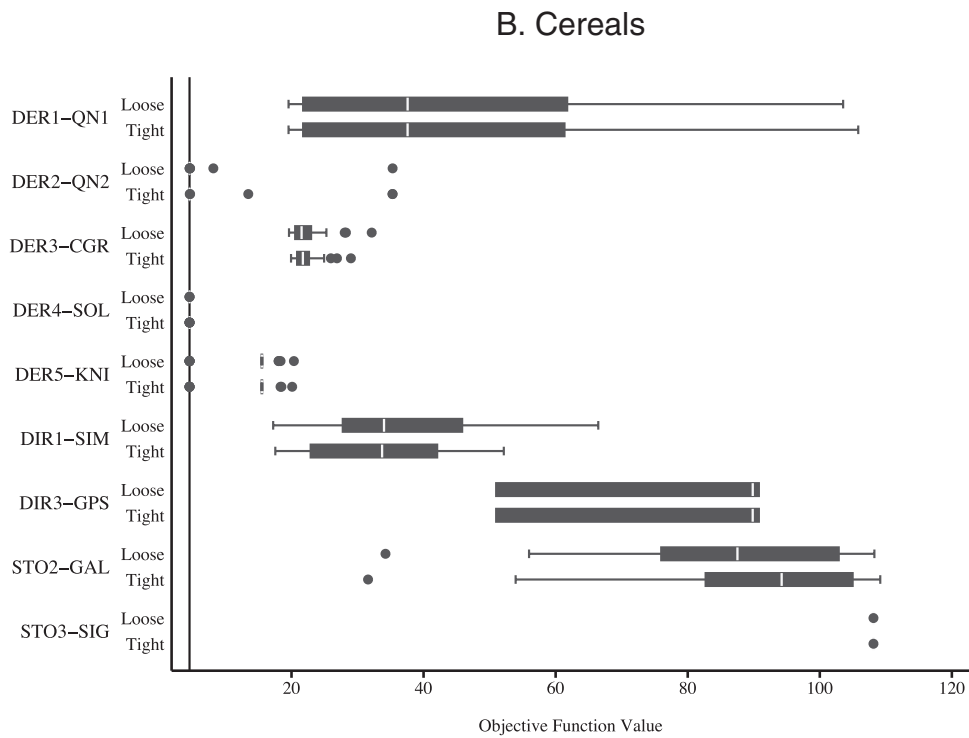 B. Cereals
DER1−QN1
Loose
Tight
DER2−QN2
Loose
Tight
DER3−CGR
Loose
Tight
DER4−SOL
Loose
Tight
DER5−KNI
Loose
Tight
DIR1−SIM
Loose
Tight
DIR3−GPS
Loose
Tight
STO2−GAL
Loose
Tight
STO3−SIG
Loose
Tight
20 40 60 80 100 120
Objective Function Value